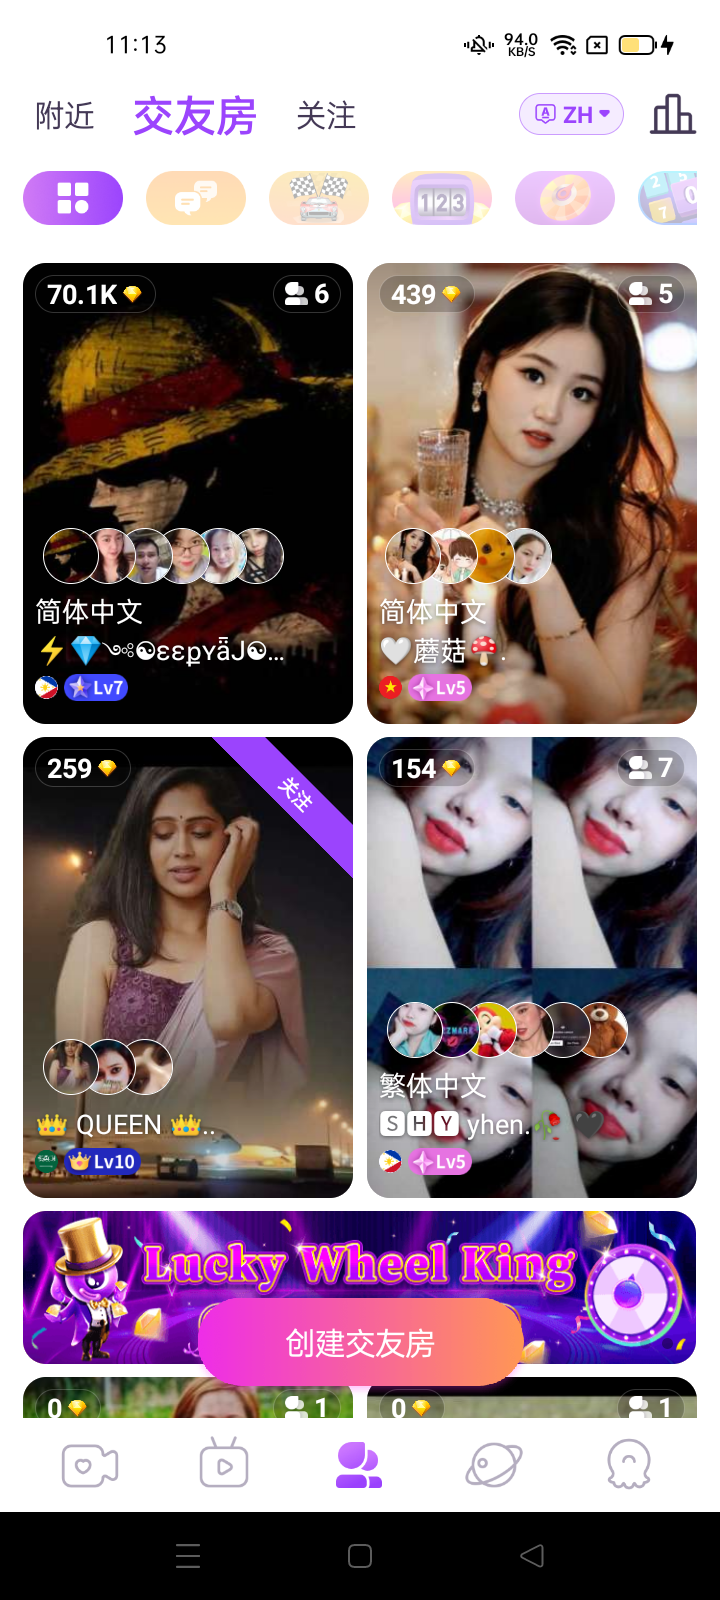 11:13
94.0
KB/S
附近 交友房 关注
ZH
123
70.1K 6
439 5
简体中文
⚡💎༄༅☯εεpʏǟJ☯...
Lv7
简体中文
🤍蘑菇🍄.
Lv5
259
关注
154 7
👑 QUEEN 👑..
Lv10
繁体中文
🆂🅷🆈 yhen.🥀🖤
Lv5
Lucky Wheel King
创建交友房
0 1
0 1